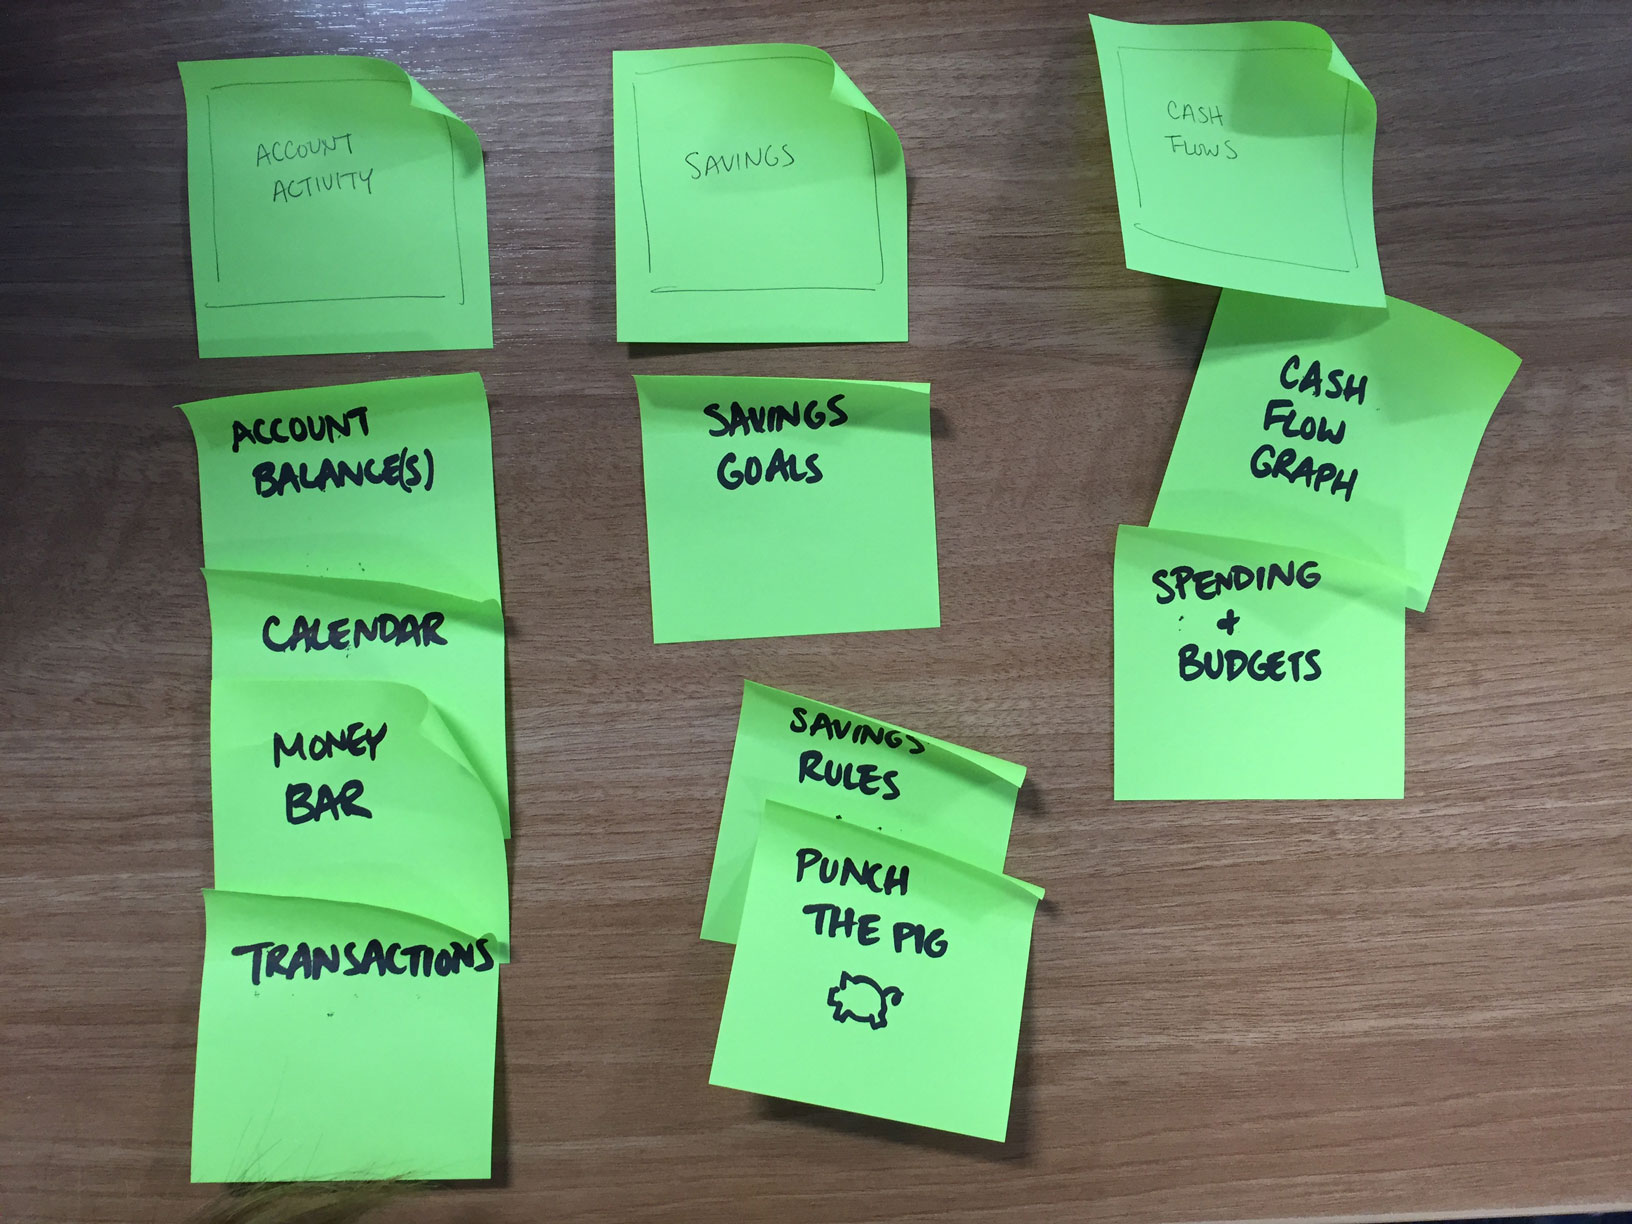 ACCOUNT
ACTIVITY
ACCOUNT
BALANCE(S)
CALENDAR
MONEY
BAR
TRANSACTIONS
SAVINGS
SAVINGS
GOALS
SAVINGS
RULES
PUNCH
THE PIG
CASH
FLOWS
CASH
FLOW
GRAPH
SPENDING
+
BUDGETS